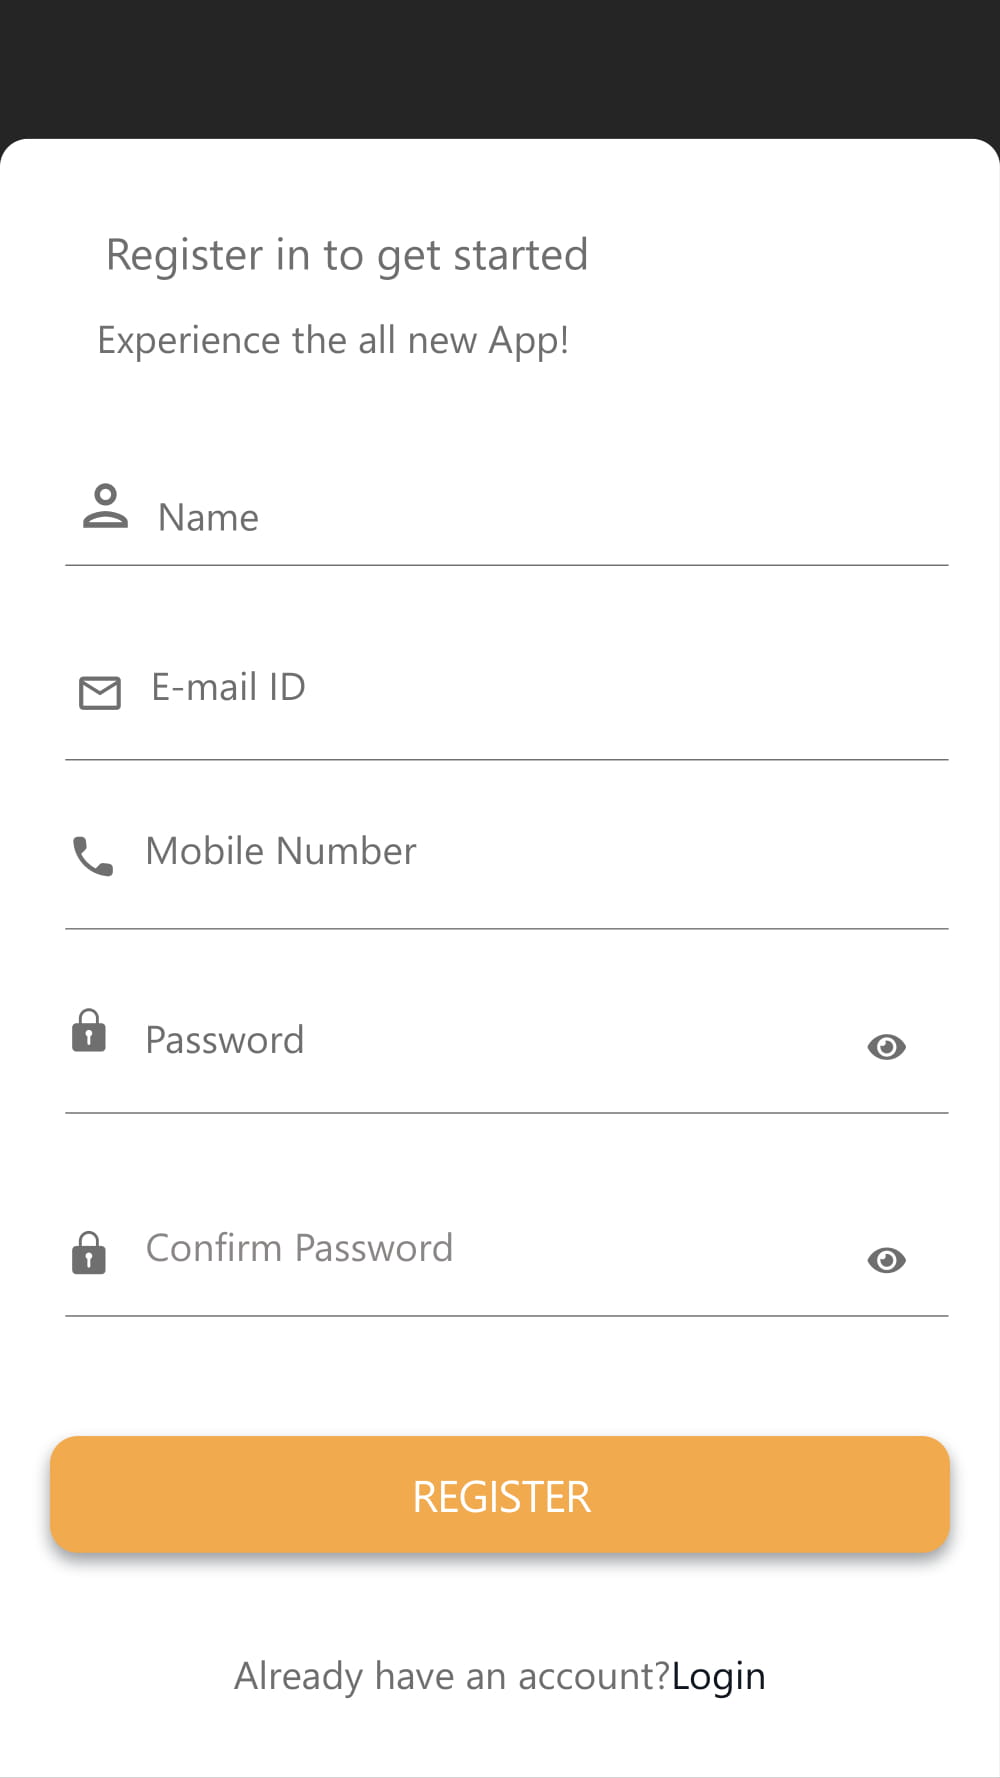 Register in to get started
Experience the all new App!
Name
E-mail ID
Mobile Number
Password
Confirm Password
REGISTER
Already have an account?Login